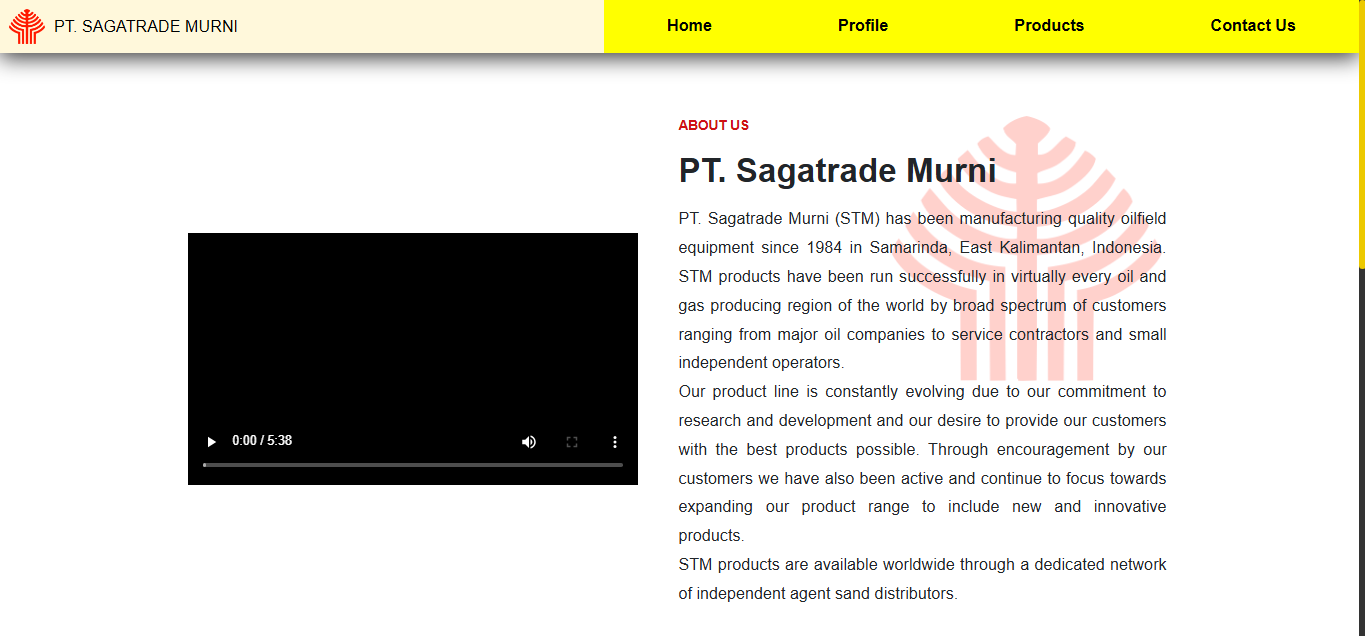 PT. SAGATRADE MURNI
Home
Profile
Products
Contact Us
ABOUT US
PT. Sagatrade Murni
PT. Sagatrade Murni (STM) has been manufacturing quality oilfield
equipment since 1984 in Samarinda, East Kalimantan, Indonesia.
STM products have been run successfully in virtually every oil and
gas producing region of the world by broad spectrum of customers
ranging from major oil companies to service contractors and small
independent operators.
Our product line is constantly evolving due to our commitment to
research and development and our desire to provide our customers
with the best products possible. Through encouragement by our
customers we have also been active and continue to focus towards
expanding our product range to include new and innovative
products.
STM products are available worldwide through a dedicated network
of independent agent sand distributors.
0:00 / 5:38